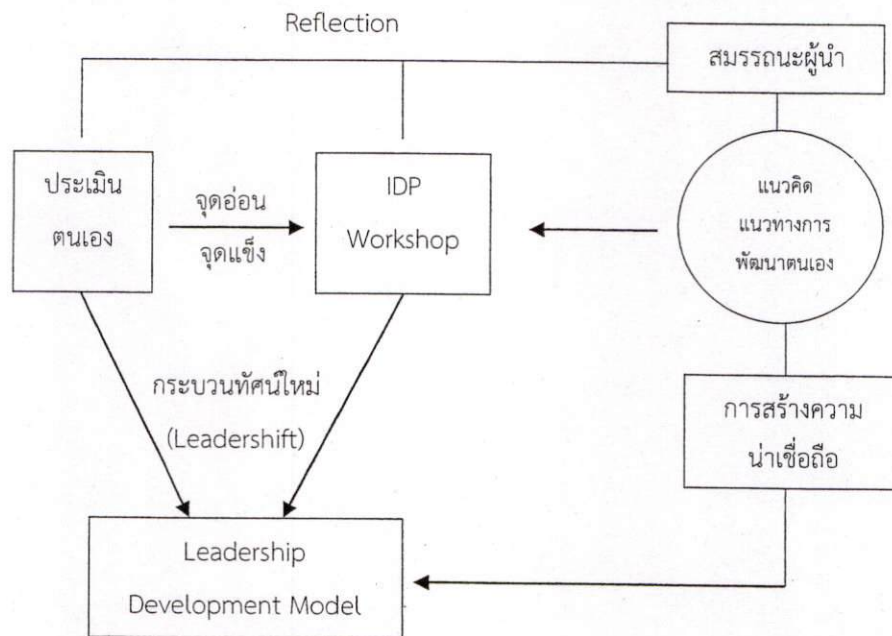 Reflection
สมรรถนะผู้นำ
ประเมิน
ตนเอง
จุดอ่อน
จุดแข็ง
IDP
Workshop
แนวคิด
แนวทางการ
พัฒนาตนเอง
กระบวนทัศน์ใหม่
(Leadershift)
การสร้างความ
น่าเชื่อถือ
Leadership
Development Model